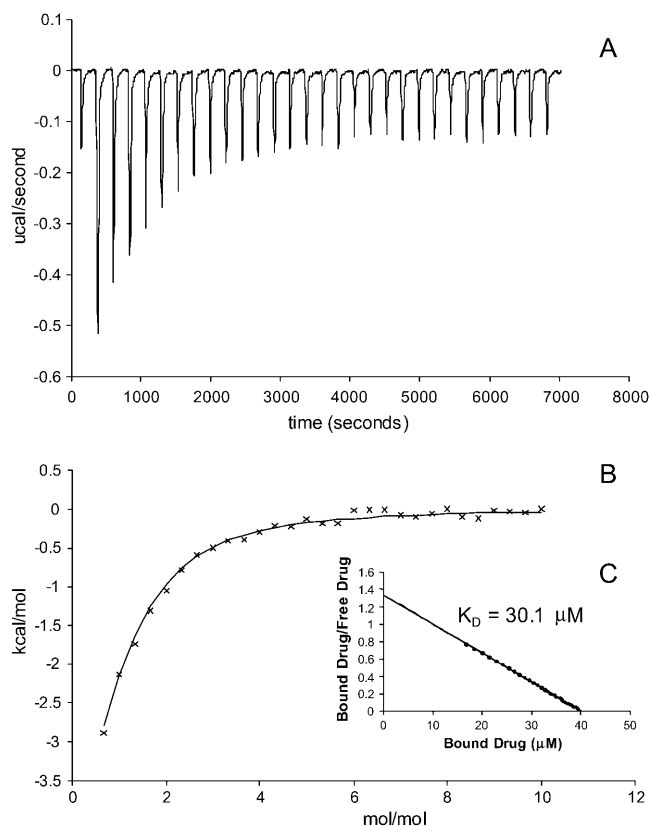 A
0.1
0
-0.1
-0.2
-0.3
-0.4
-0.5
-0.6
ucal/second
0 1000 2000 3000 4000 5000 6000 7000 8000
time (seconds)
B
0.5
0
-0.5
-1
-1.5
-2
-2.5
-3
-3.5
kcal/mol
0 2 4 6 8 10 12
mol/mol
C
1.6
1.4
1.2
1
0.8
0.6
0.4
0.2
0
Bound Drug/Free Drug
KD = 30.1 μM
0 10 20 30 40 50
Bound Drug (μM)